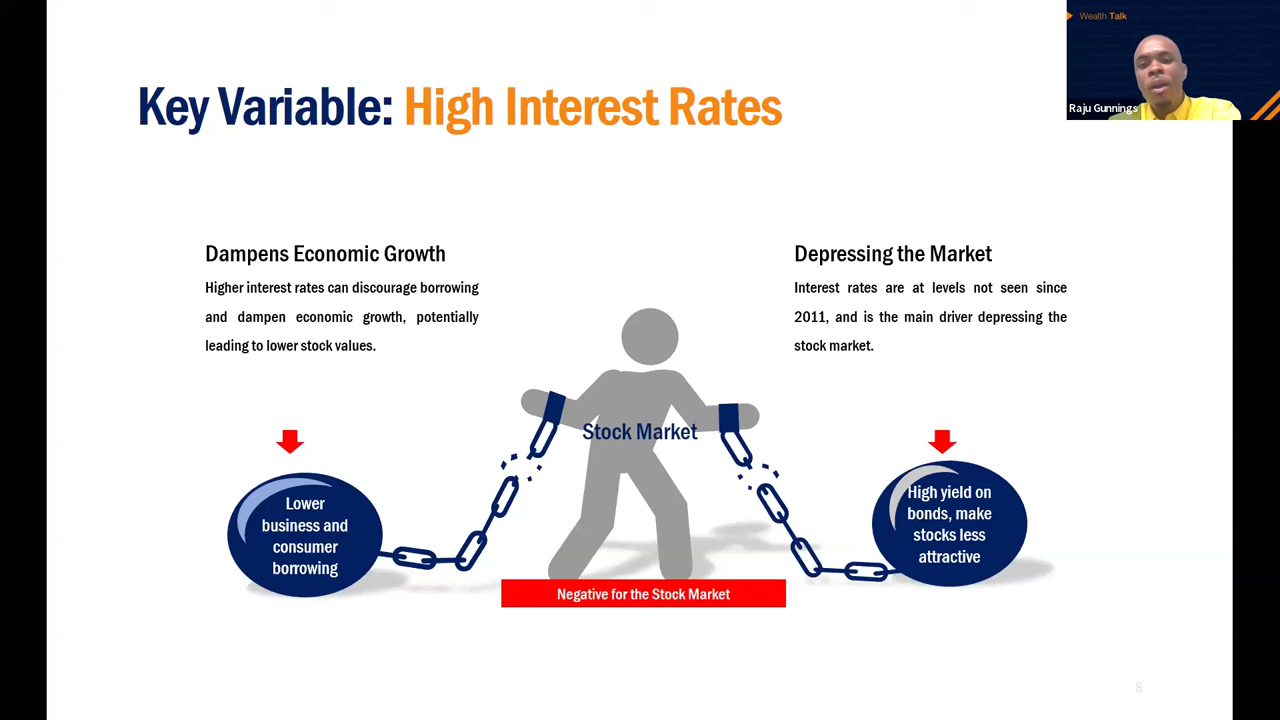 Wealth Talk
Raju Gunnings
Key Variable: High Interest Rates
Dampens Economic Growth
Higher interest rates can discourage borrowing
and dampen economic growth, potentially
leading to lower stock values.
Depressing the Market
Interest rates are at levels not seen since
2011, and is the main driver depressing the
stock market.
Stock Market
Lower
business and
consumer
borrowing
High yield on
bonds, make
stocks less
attractive
Negative for the Stock Market
8